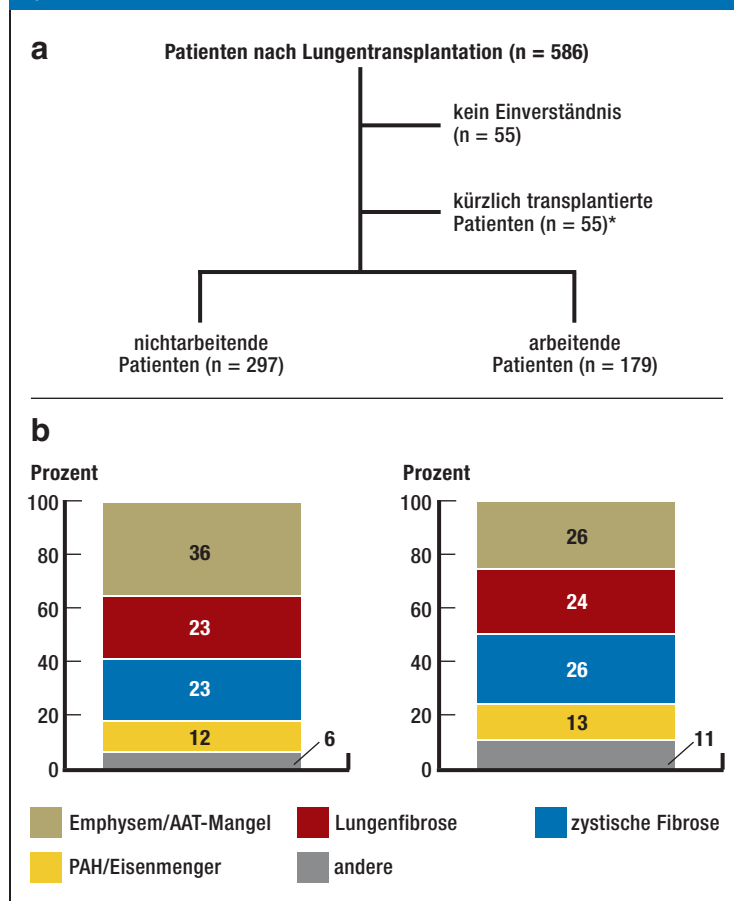 a
Patienten nach Lungentransplantation (n = 586)
kein Einverständnis
(n = 55)
kürzlich transplantierte
Patienten (n = 55)*
nichtarbeitende
Patienten (n = 297)
arbeitende
Patienten (n = 179)
b
Prozent
100
80
60
40
20
0
36
23
23
12
6
Prozent
100
80
60
40
20
0
26
24
26
13
11
Emphysem/AAT-Mangel
Lungenfibrose
zystische Fibrose
PAH/Eisenmenger
andere